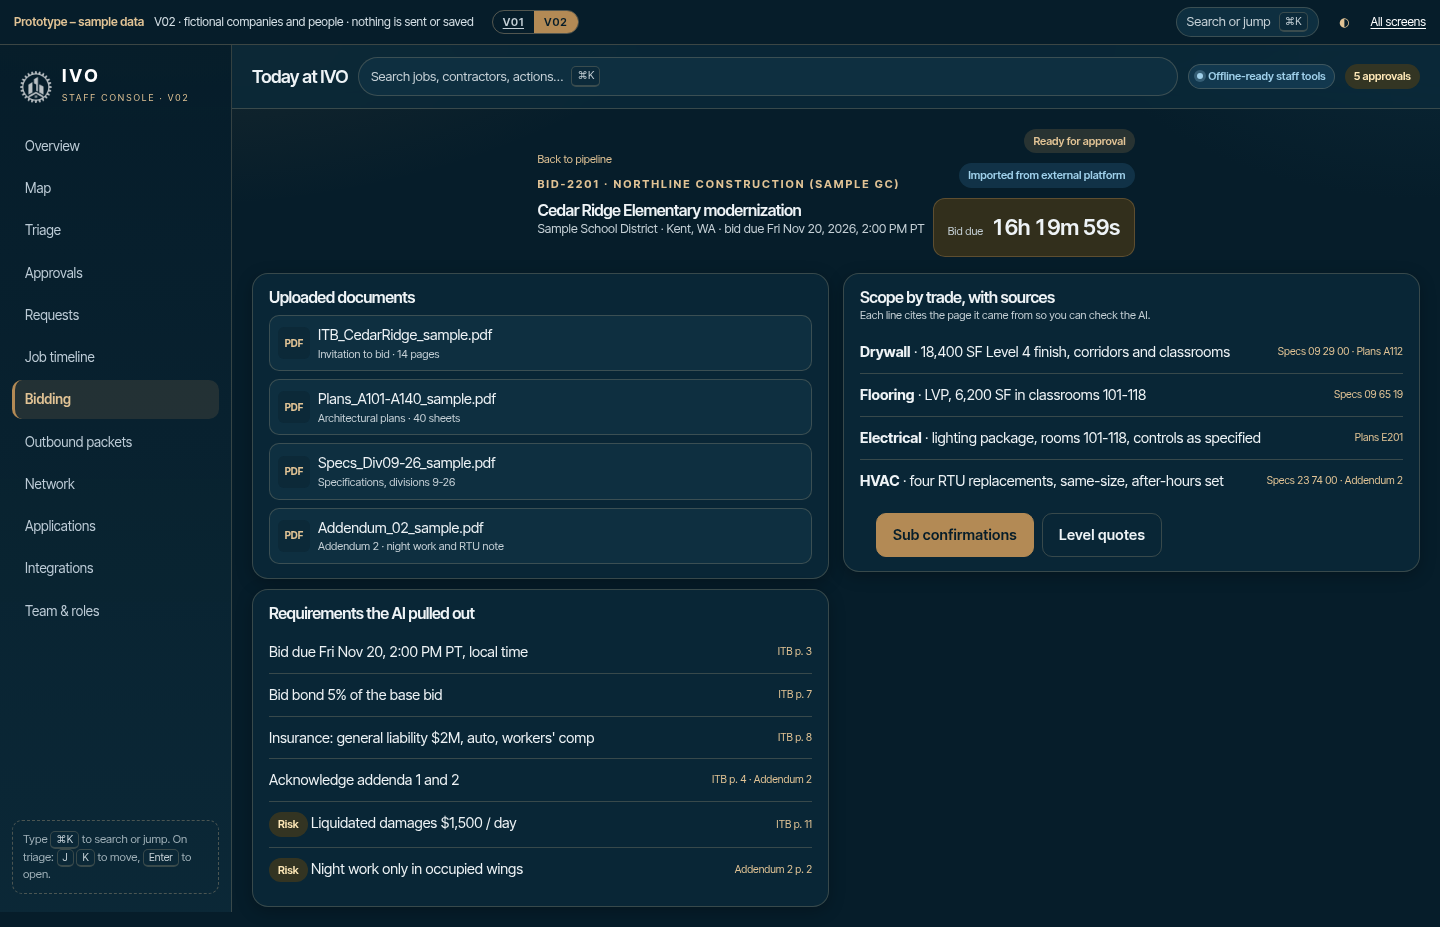 Prototype – sample data V02 · fictional companies and people · nothing is sent or saved V01 V02 Search or jump ⌘K All screens
IVO
STAFF CONSOLE · V02
Overview
Map
Triage
Approvals
Requests
Job timeline
Bidding
Outbound packets
Network
Applications
Integrations
Team & roles
Type ⌘K to search or jump. On
triage: J K to move, Enter to
open.
Today at IVO Search jobs, contractors, actions... ⌘K Offline-ready staff tools 5 approvals
Back to pipeline
BID-2201 · NORTHLINE CONSTRUCTION (SAMPLE GC)
Cedar Ridge Elementary modernization
Sample School District · Kent, WA · bid due Fri Nov 20, 2026, 2:00 PM PT
Ready for approval
Imported from external platform
Bid due 16h 19m 59s
Uploaded documents
PDF ITB_CedarRidge_sample.pdf
Invitation to bid · 14 pages
PDF Plans_A101-A140_sample.pdf
Architectural plans · 40 sheets
PDF Specs_Div09-26_sample.pdf
Specifications, divisions 9-26
PDF Addendum_02_sample.pdf
Addendum 2 · night work and RTU note
Requirements the AI pulled out
Bid due Fri Nov 20, 2:00 PM PT, local time ITB p. 3
Bid bond 5% of the base bid ITB p. 7
Insurance: general liability $2M, auto, workers' comp ITB p. 8
Acknowledge addenda 1 and 2 ITB p. 4 · Addendum 2
Risk Liquidated damages $1,500 / day ITB p. 11
Risk Night work only in occupied wings Addendum 2 p. 2
Scope by trade, with sources
Each line cites the page it came from so you can check the AI.
Drywall · 18,400 SF Level 4 finish, corridors and classrooms Specs 09 29 00 · Plans A112
Flooring · LVP, 6,200 SF in classrooms 101-118 Specs 09 65 19
Electrical · lighting package, rooms 101-118, controls as specified Plans E201
HVAC · four RTU replacements, same-size, after-hours set Specs 23 74 00 · Addendum 2
Sub confirmations Level quotes